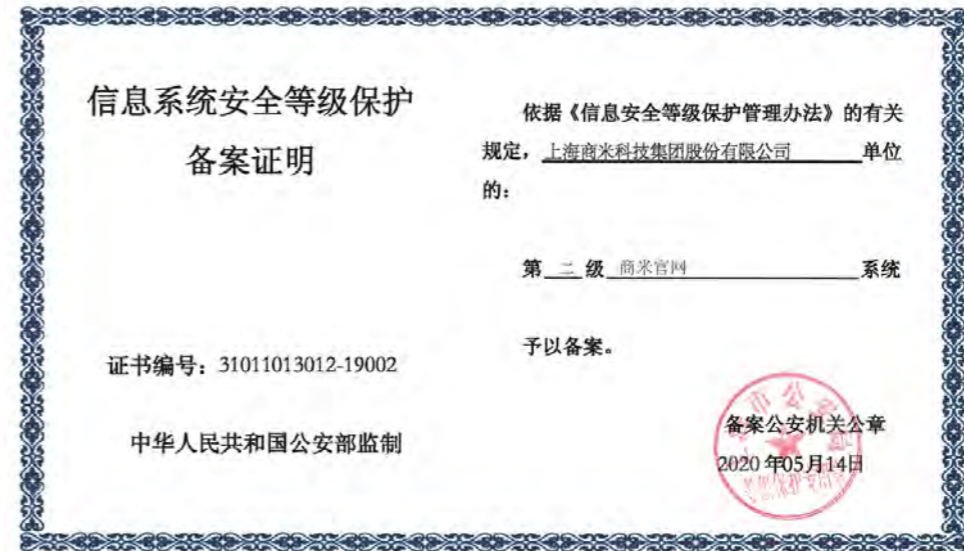 信息系统安全等级保护
备案证明
证书编号：31011013012-19002
中华人民共和国公安部监制
依据《信息安全等级保护管理办法》的有关
规定，上海商米科技集团股份有限公司 单位
的：
第 二 级 商米官网 系统
予以备案。
备案公安机关公章
2020 年05月14日